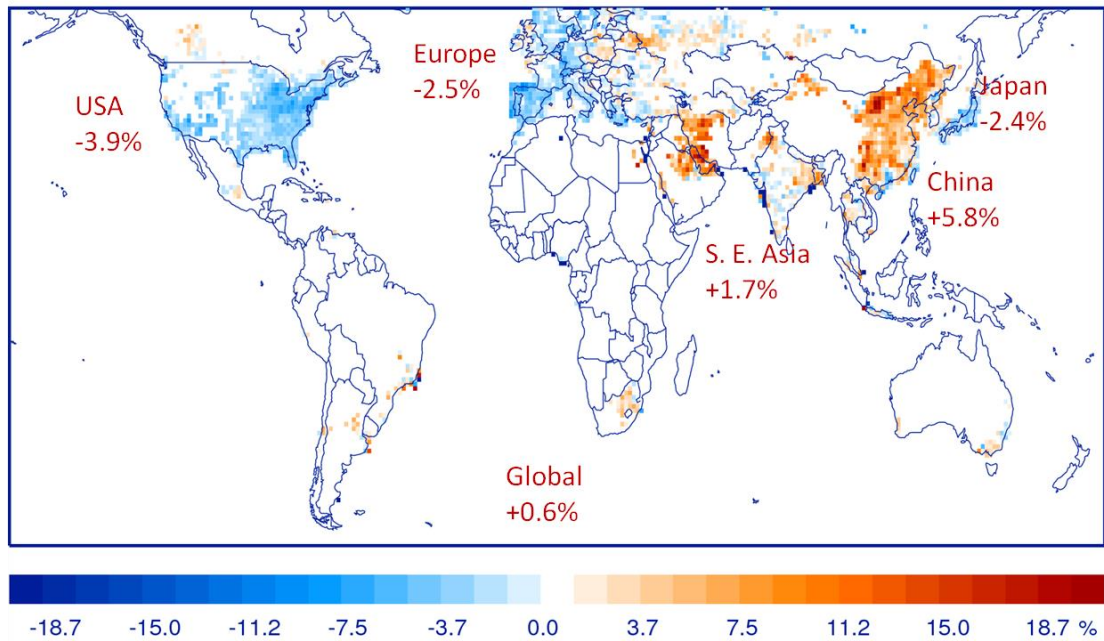 Europe
-2.5%
USA
-3.9%
Japan
-2.4%
China
+5.8%
S. E. Asia
+1.7%
Global
+0.6%
-18.7 -15.0 -11.2 -7.5 -3.7 0.0 3.7 7.5 11.2 15.0 18.7 %